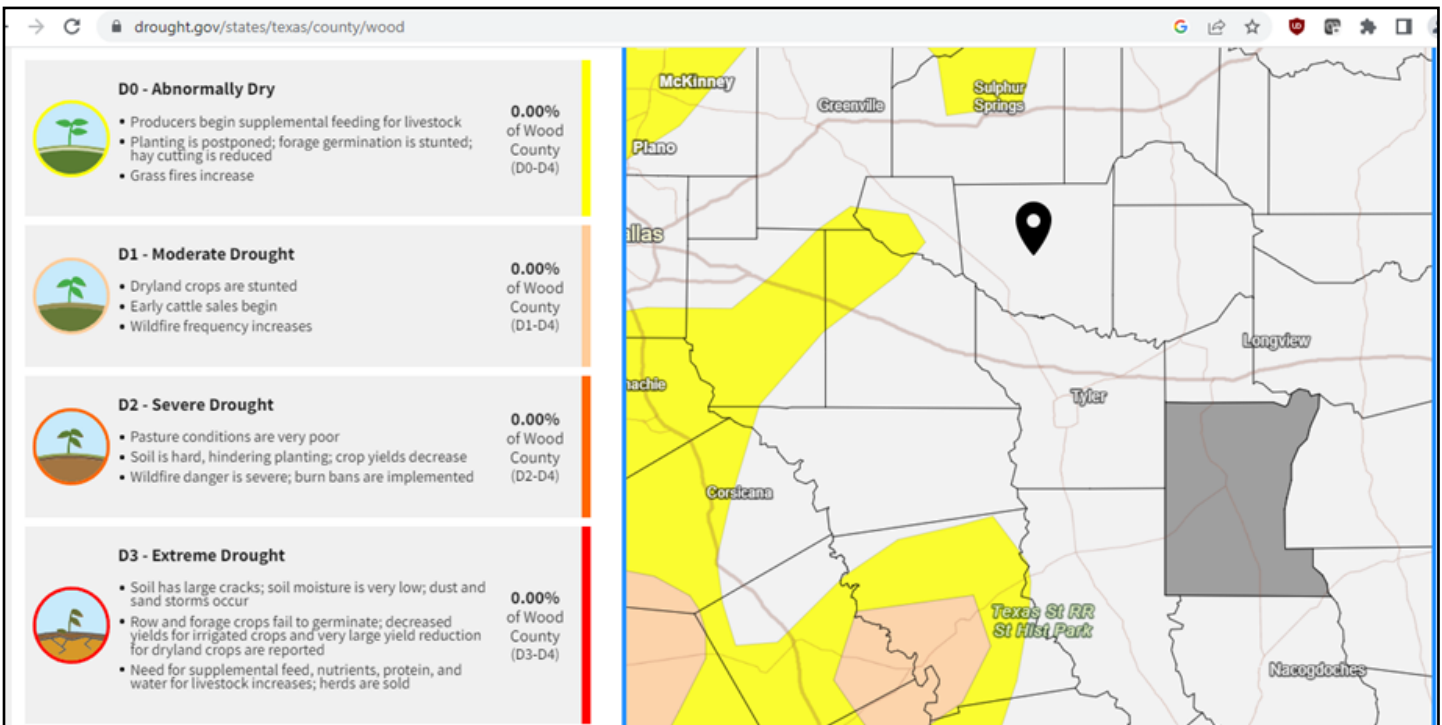 drought.gov/states/texas/county/wood
D0 - Abnormally Dry
Producers begin supplemental feeding for livestock
Planting is postponed; forage germination is stunted;
hay cutting is reduced
Grass fires increase
0.00%
of Wood
County
(D0-D4)
D1 - Moderate Drought
Dryland crops are stunted
Early cattle sales begin
Wildfire frequency increases
0.00%
of Wood
County
(D1-D4)
D2 - Severe Drought
Pasture conditions are very poor
Soil is hard, hindering planting; crop yields decrease
Wildfire danger is severe; burn bans are implemented
0.00%
of Wood
County
(D2-D4)
D3 - Extreme Drought
Soil has large cracks; soil moisture is very low; dust and
sand storms occur
Row and forage crops fail to germinate; decreased
yields for irrigated crops and very large yield reduction
for dryland crops are reported
Need for supplemental feed, nutrients, protein, and
water for livestock increases; herds are sold
0.00%
of Wood
County
(D3-D4)
McKinney
Greenville
Sulphur
Springs
Plano
llas
Longview
achie
Tyler
Corsicana
Texas St RR
St Hist Park
Nacogdoches